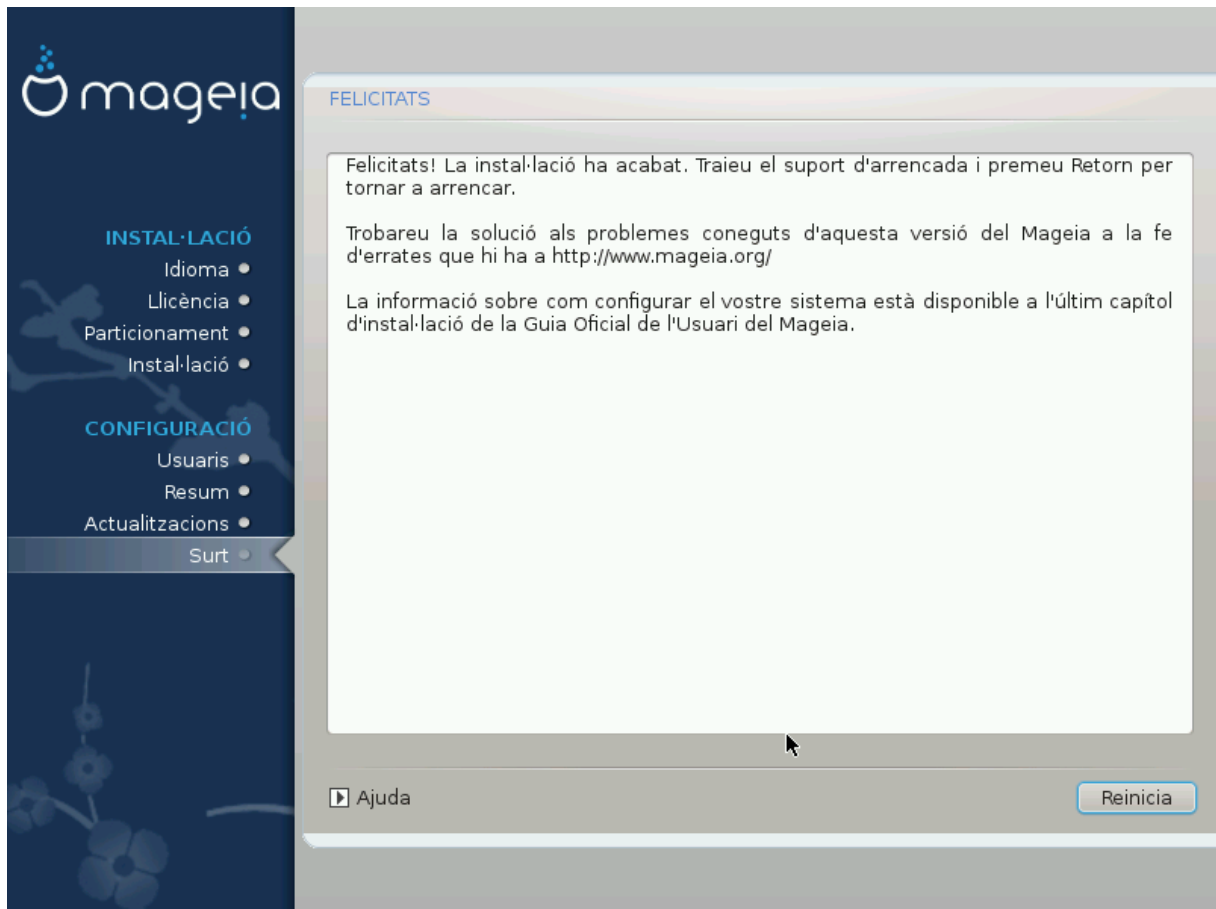 mageia
INSTAL·LACIÓ
Idioma
Llicència
Particionament
Instal·lació
CONFIGURACIÓ
Usuaris
Resum
Actualitzacions
Surt
FELICITATS
Felicitats! La instal·lació ha acabat. Traieu el suport d'arrencada i premeu Retorn per
tornar a arrencar.
Trobareu la solució als problemes coneguts d'aquesta versió del Mageia a la fe
d'errates que hi ha a http://www.mageia.org/
La informació sobre com configurar el vostre sistema està disponible a l'últim capítol
d'instal·lació de la Guia Oficial de l'Usuari del Mageia.
Ajuda
Reinicia